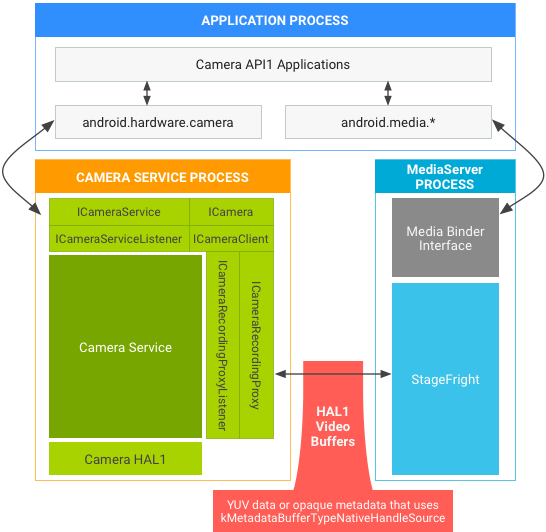 APPLICATION PROCESS
Camera API1 Applications
android.hardware.camera
android.media.*
CAMERA SERVICE PROCESS
ICameraService
ICamera
ICameraServiceListener
ICameraClient
Camera Service
ICameraRecordingProxyListener
ICameraRecordingProxy
Camera HAL1
MediaServer
PROCESS
Media Binder
Interface
StageFright
HAL1
Video
Buffers
YUV data or opaque metadata that uses
kMetadataBufferTypeNativeHandleSource